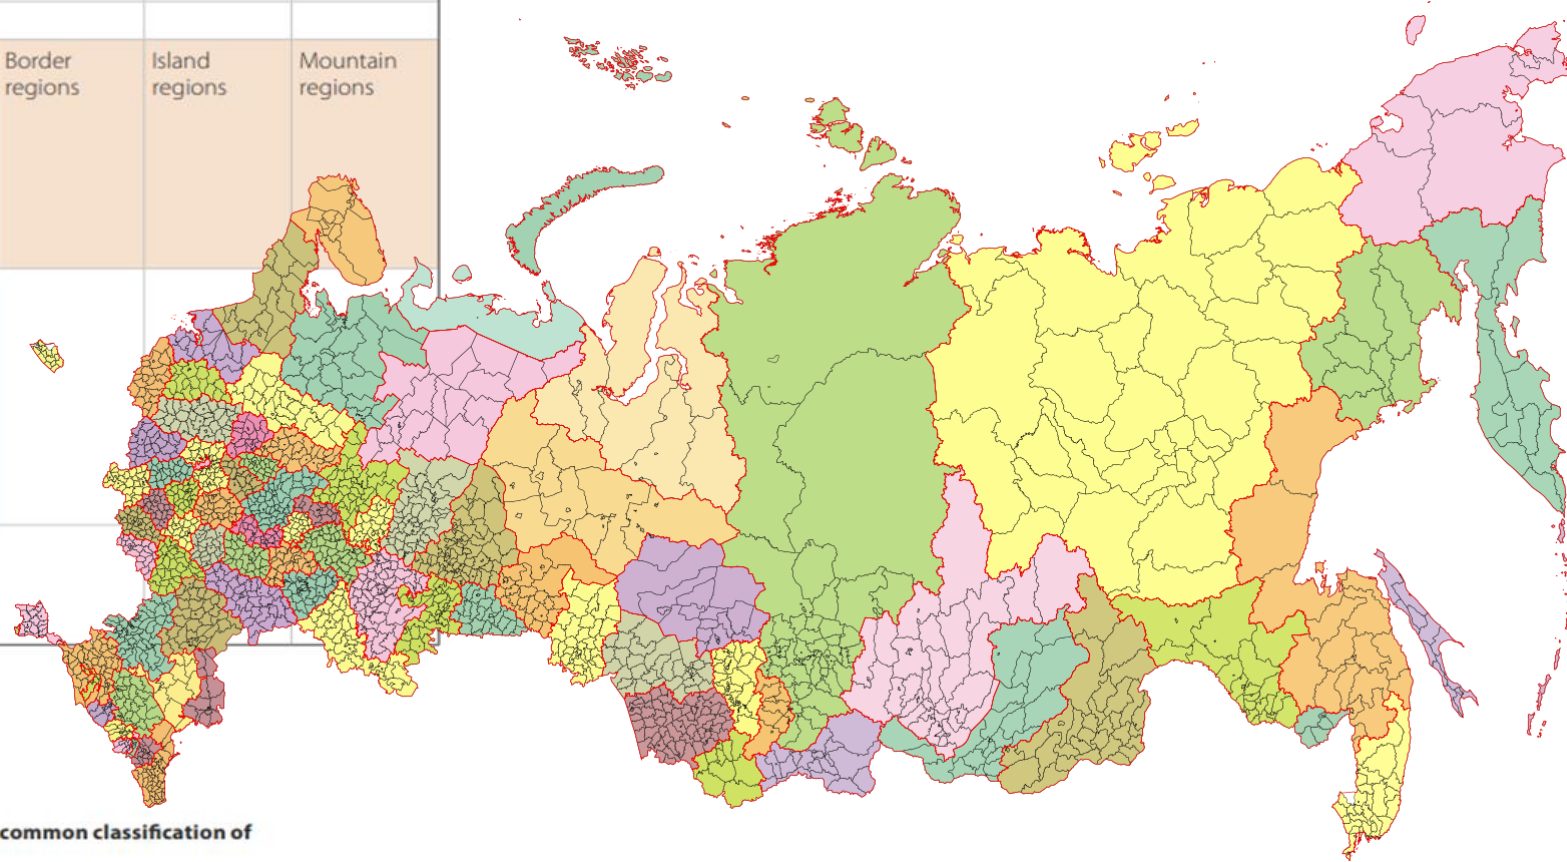 Border
regions
Island
regions
Mountain
regions
common classification of